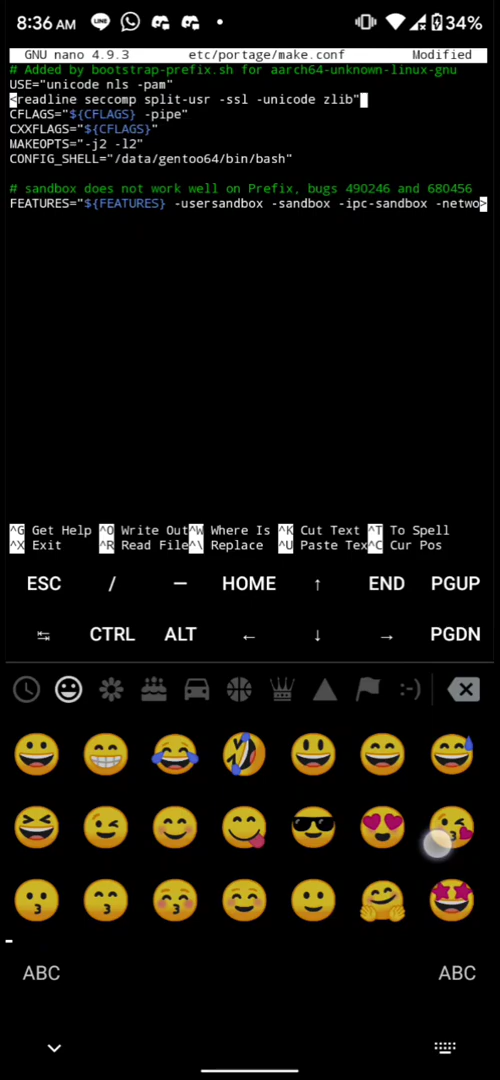 8:36 AM 34%
GNU nano 4.9.3 etc/portage/make.conf Modified
# Added by bootstrap-prefix.sh for aarch64-unknown-linux-gnu
USE="unicode nls -pam"
<readline seccomp split-usr -ssl -unicode zlib"
CFLAGS="${CFLAGS} -pipe"
CXXFLAGS="${CFLAGS}"
MAKEOPTS="-j2 -l2"
CONFIG_SHELL="/data/gentoo64/bin/bash"
# sandbox does not work well on Prefix, bugs 490246 and 680456
FEATURES="${FEATURES} -usersandbox -sandbox -ipc-sandbox -netwo>
^G Get Help ^O Write Out^W Where Is ^K Cut Text ^T To Spell
^X Exit ^R Read File^\ Replace ^U Paste Tex^C Cur Pos
ESC / — HOME ↑ END PGUP
↹ CTRL ALT ← ↓ → PGDN
:-)
ABC ABC